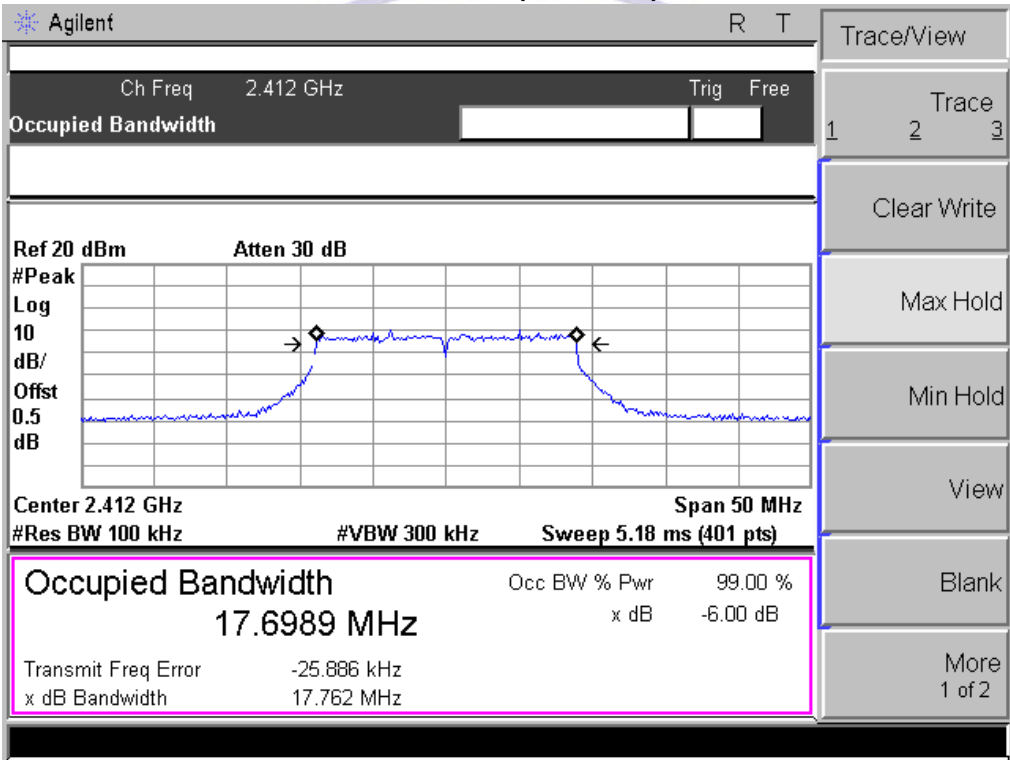 Agilent R T
Ch Freq 2.412 GHz Trig Free
Occupied Bandwidth
Ref 20 dBm Atten 30 dB
#Peak
Log
10
dB/
Offst
0.5
dB
Center 2.412 GHz Span 50 MHz
#Res BW 100 kHz #VBW 300 kHz Sweep 5.18 ms (401 pts)
Occupied Bandwidth
17.6989 MHz
Occ BW % Pwr 99.00 %
x dB -6.00 dB
Transmit Freq Error -25.886 kHz
x dB Bandwidth 17.762 MHz
Trace/View
Trace
1 2 3
Clear Write
Max Hold
Min Hold
View
Blank
More
1 of 2